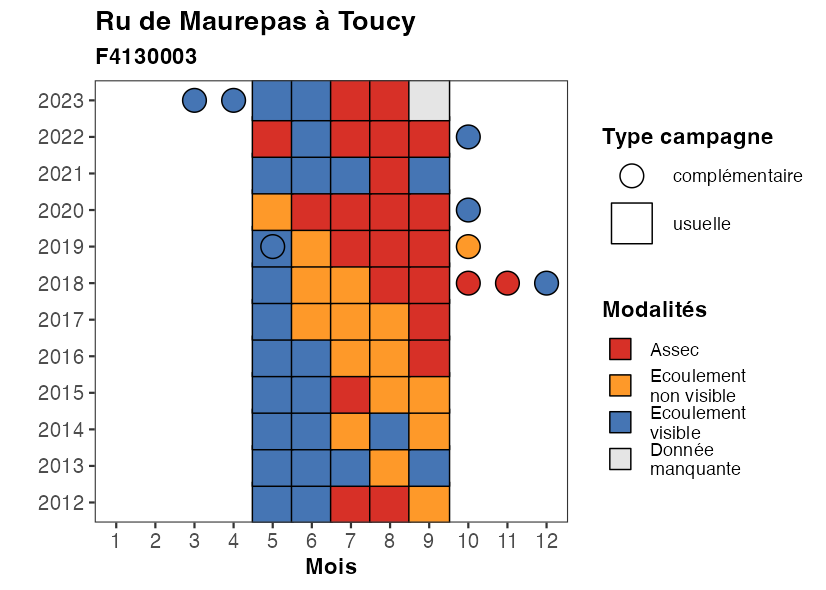 Ru de Maurepas à Toucy
F4130003
2023
2022
2021
2020
2019
2018
2017
2016
2015
2014
2013
2012
1 2 3 4 5 6 7 8 9 10 11 12
Mois
Type campagne
complémentaire
usuelle
Modalités
Assec
Ecoulement
non visible
Ecoulement
visible
Donnée
manquante